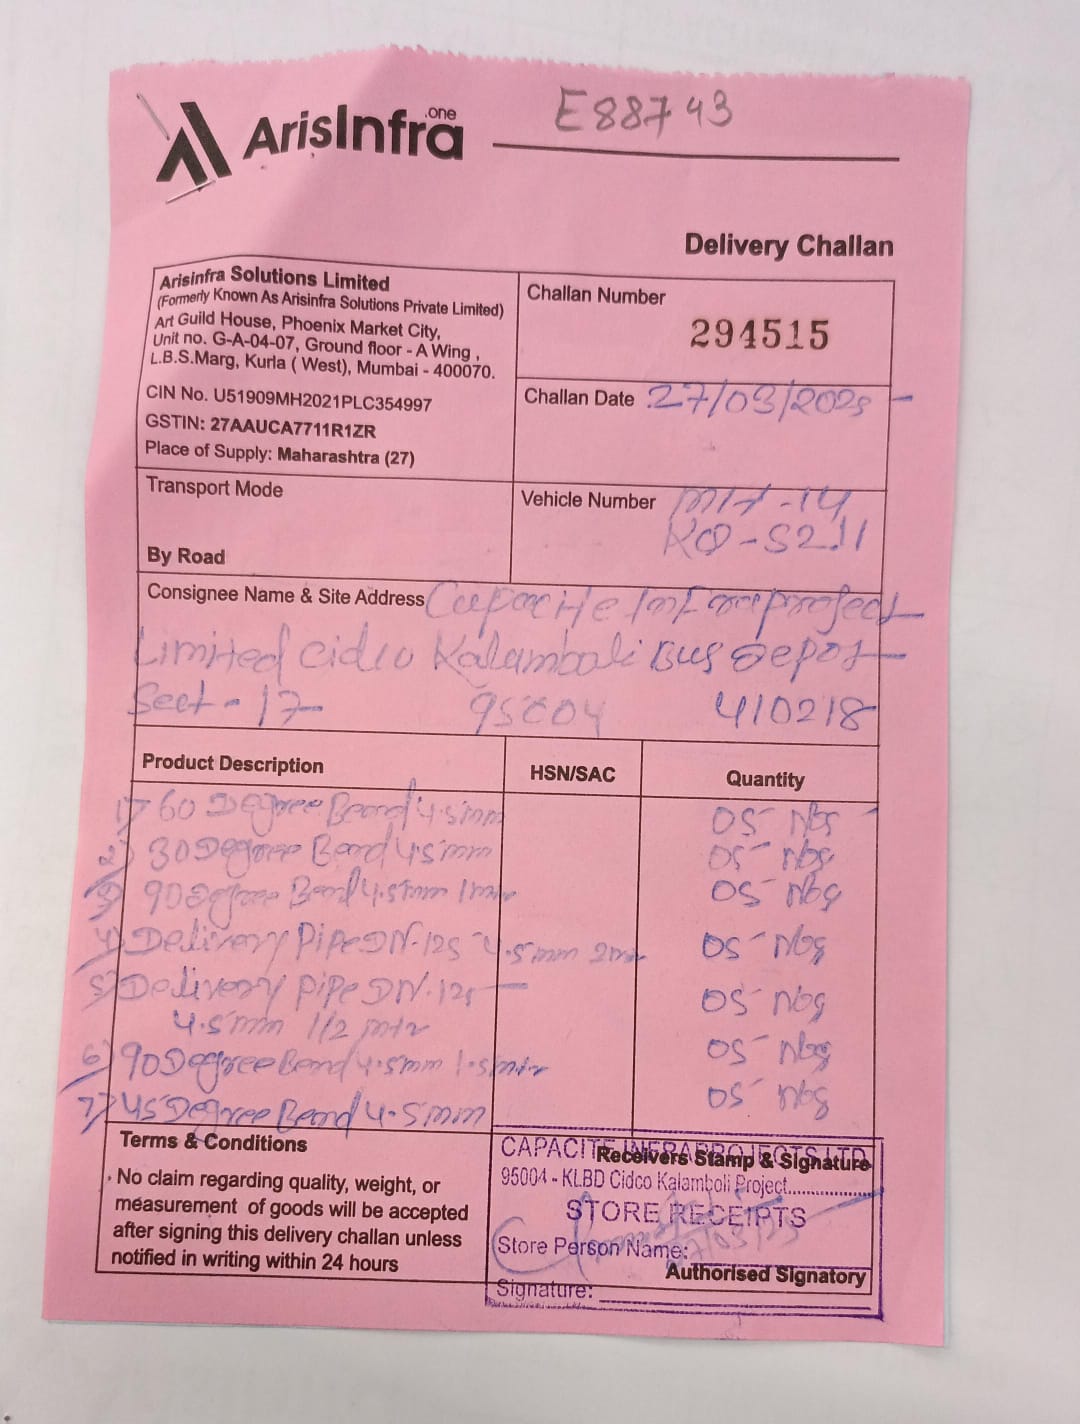 E88743
ArisInfra.one
Delivery Challan
Arisinfra Solutions Limited
(Formerly Known As Arisinfra Solutions Private Limited)
Art Guild House, Phoenix Market City,
Unit no. G-A-04-07, Ground floor - A Wing ,
L.B.S.Marg, Kurla ( West), Mumbai - 400070.
CIN No. U51909MH2021PLC354997
GSTIN: 27AAUCA7711R1ZR
Place of Supply: Maharashtra (27)
Challan Number
294515
Challan Date 27/03/2025
Transport Mode
By Road
Vehicle Number MH-14
KQ-5211
Consignee Name & Site Address Capacite Infraproject
Limited Cidco Kalamboli Bus Depot
Sect-17 95004 410218
Product Description HSN/SAC Quantity
1) 60 Degree Bend 4.5mm 05 Nos
2) 30 Degree Bend 4.5mm 05 Nos
3) 90 Degree Bend 4.5mm 1mtr 05 Nos
4) Delivery Pipe DN-125 4.5mm 2mtr 05 Nos
5) Delivery Pipe DN.125 05 Nos
4.5mm 1/2 mtr
6) 90 Degree Bend 4.5mm 1.5mtr 05 Nos
7) 45 Degree Bend 4.5mm 05 Nos
Terms & Conditions
· No claim regarding quality, weight, or
measurement of goods will be accepted
after signing this delivery challan unless
notified in writing within 24 hours
CAPACITE INFRAPROJECTS LTD.
Receivers Stamp & Signature
95004 - KLBD Cidco Kalamboli Project
STORE RECEIPTS
Store Person Name:
Authorised Signatory
Signature: